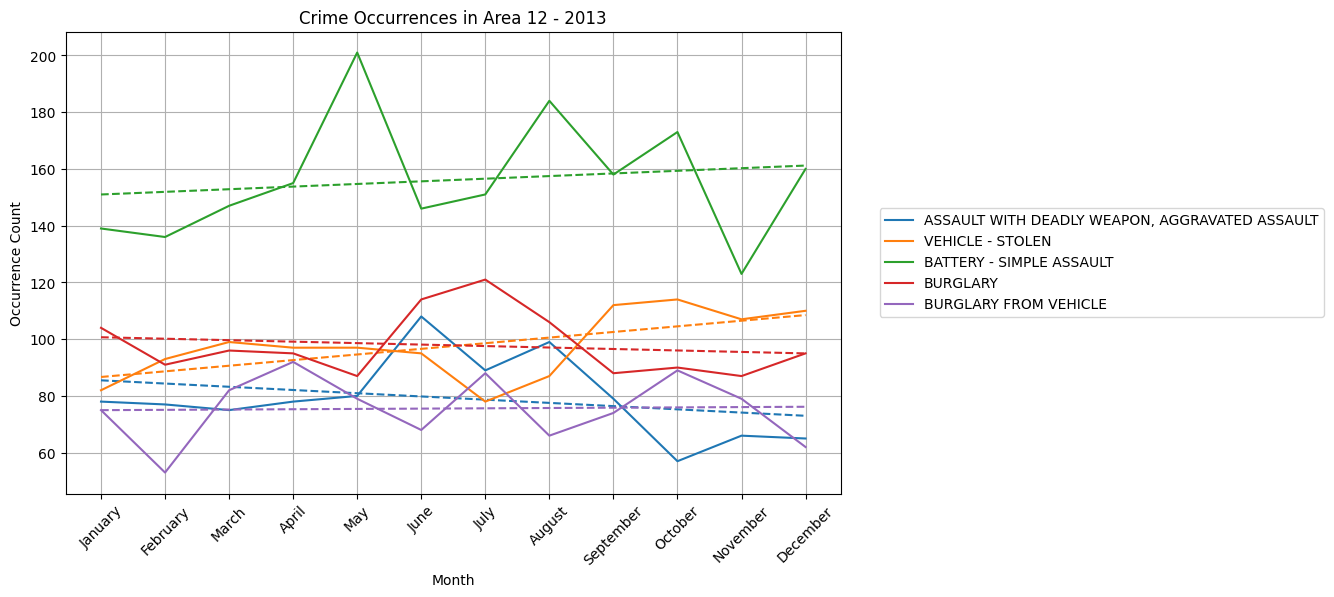 Crime Occurrences in Area 12 - 2013
Occurrence Count
200
180
160
140
120
100
80
60
January
February
March
April
May
June
July
August
September
October
November
December
Month
ASSAULT WITH DEADLY WEAPON, AGGRAVATED ASSAULT
VEHICLE - STOLEN
BATTERY - SIMPLE ASSAULT
BURGLARY
BURGLARY FROM VEHICLE